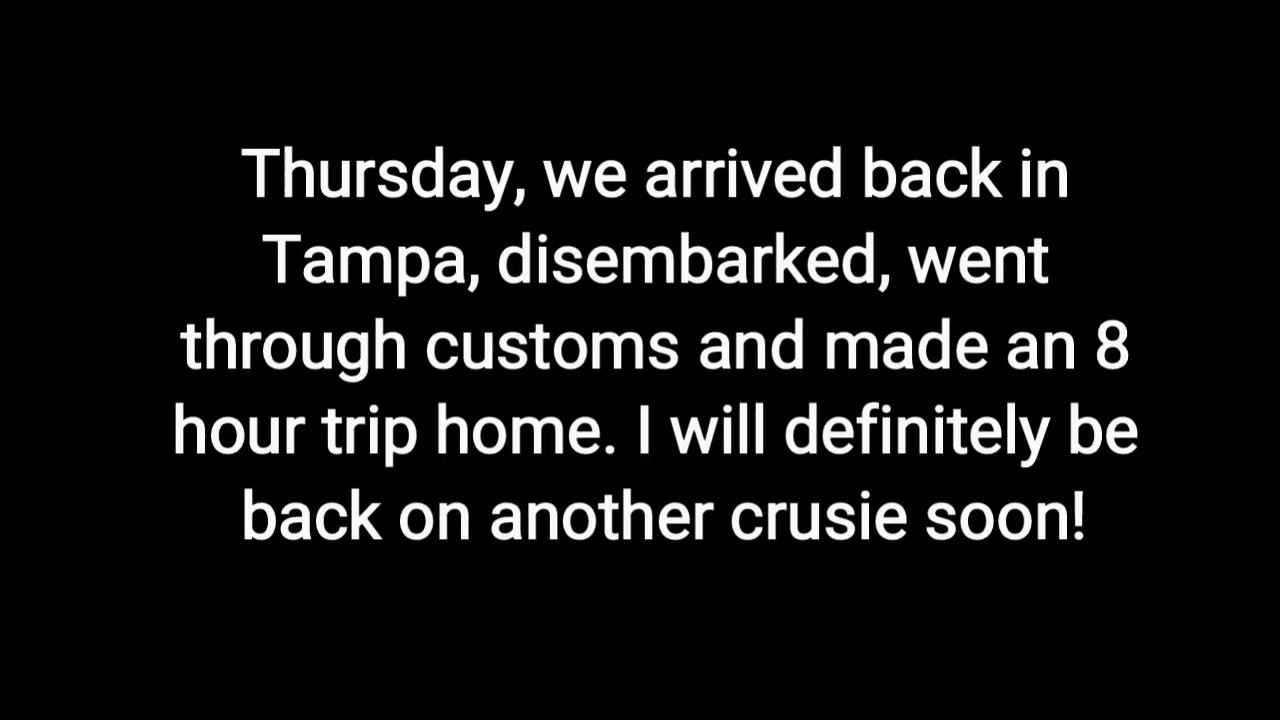 Thursday, we arrived back in
Tampa, disembarked, went
through customs and made an 8
hour trip home. I will definitely be
back on another crusie soon!